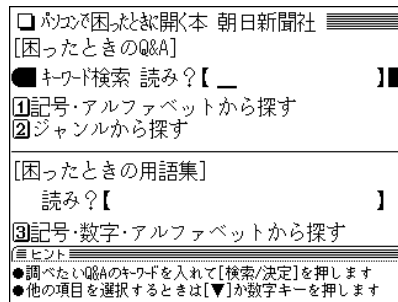 パソコンで困ったときに開く本 朝日新聞社
[困ったときのQ&A]
キーワード検索 読み?【_ 】
1記号・アルファベットから探す
2ジャンルから探す
[困ったときの用語集]
読み?【 】
3記号・数字・アルファベットから探す
ヒント
●調べたいQ&Aのキーワードを入れて[検索/決定]を押します
●他の項目を選択するときは[▼]か数字キーを押します